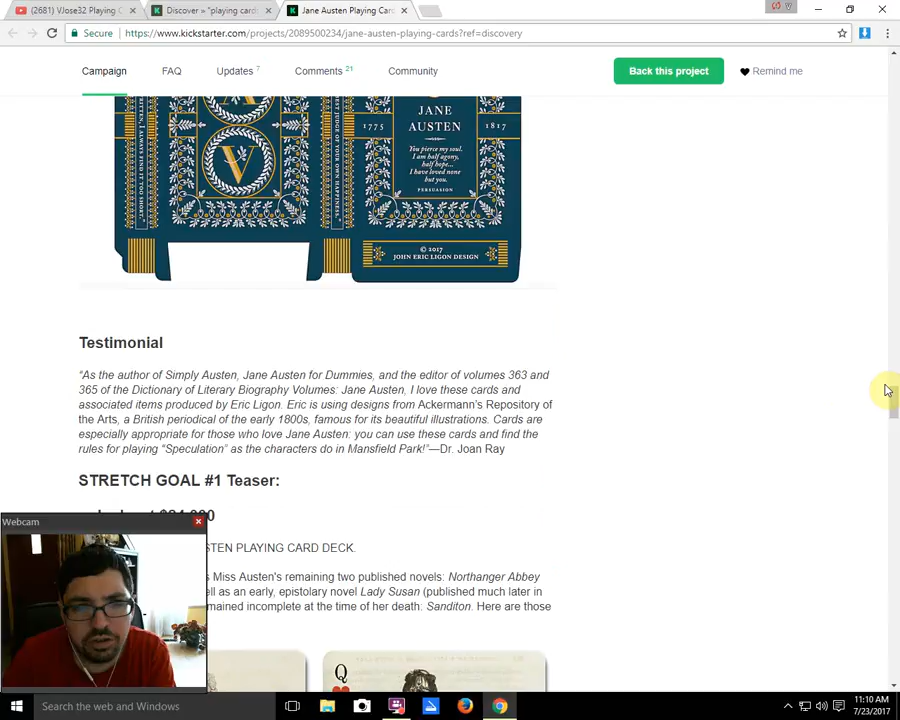 (2681) VJose32 Playing C
Discover » "playing cards
Jane Austen Playing Car
Secure
https://www.kickstarter.com/projects/2089500234/jane-austen-playing-cards?ref=discovery
Campaign
FAQ
Updates 7
Comments 21
Community
Back this project
Remind me
JANE
AUSTEN
1775
1817
V
You pierce my soul.
I am half agony,
half hope...
I have loved none
but you.
PERSUASION
© 2017
JOHN ERIC LIGON DESIGN
Testimonial
"As the author of Simply Austen, Jane Austen for Dummies, and the editor of volumes 363 and
365 of the Dictionary of Literary Biography Volumes: Jane Austen, I love these cards and
associated items produced by Eric Ligon. Eric is using designs from Ackermann's Repository of
the Arts, a British periodical of the early 1800s, famous for its beautiful illustrations. Cards are
especially appropriate for those who love Jane Austen: you can use these cards and find the
rules for playing "Speculation" as the characters do in Mansfield Park!"—Dr. Joan Ray
STRETCH GOAL #1 Teaser:
Webcam
STEN PLAYING CARD DECK.
s Miss Austen's remaining two published novels: Northanger Abbey
ell as an early, epistolary novel Lady Susan (published much later in
mained incomplete at the time of her death. Sanditon. Here are those
Q
Search the web and Windows
11:10 AM
7/23/2017